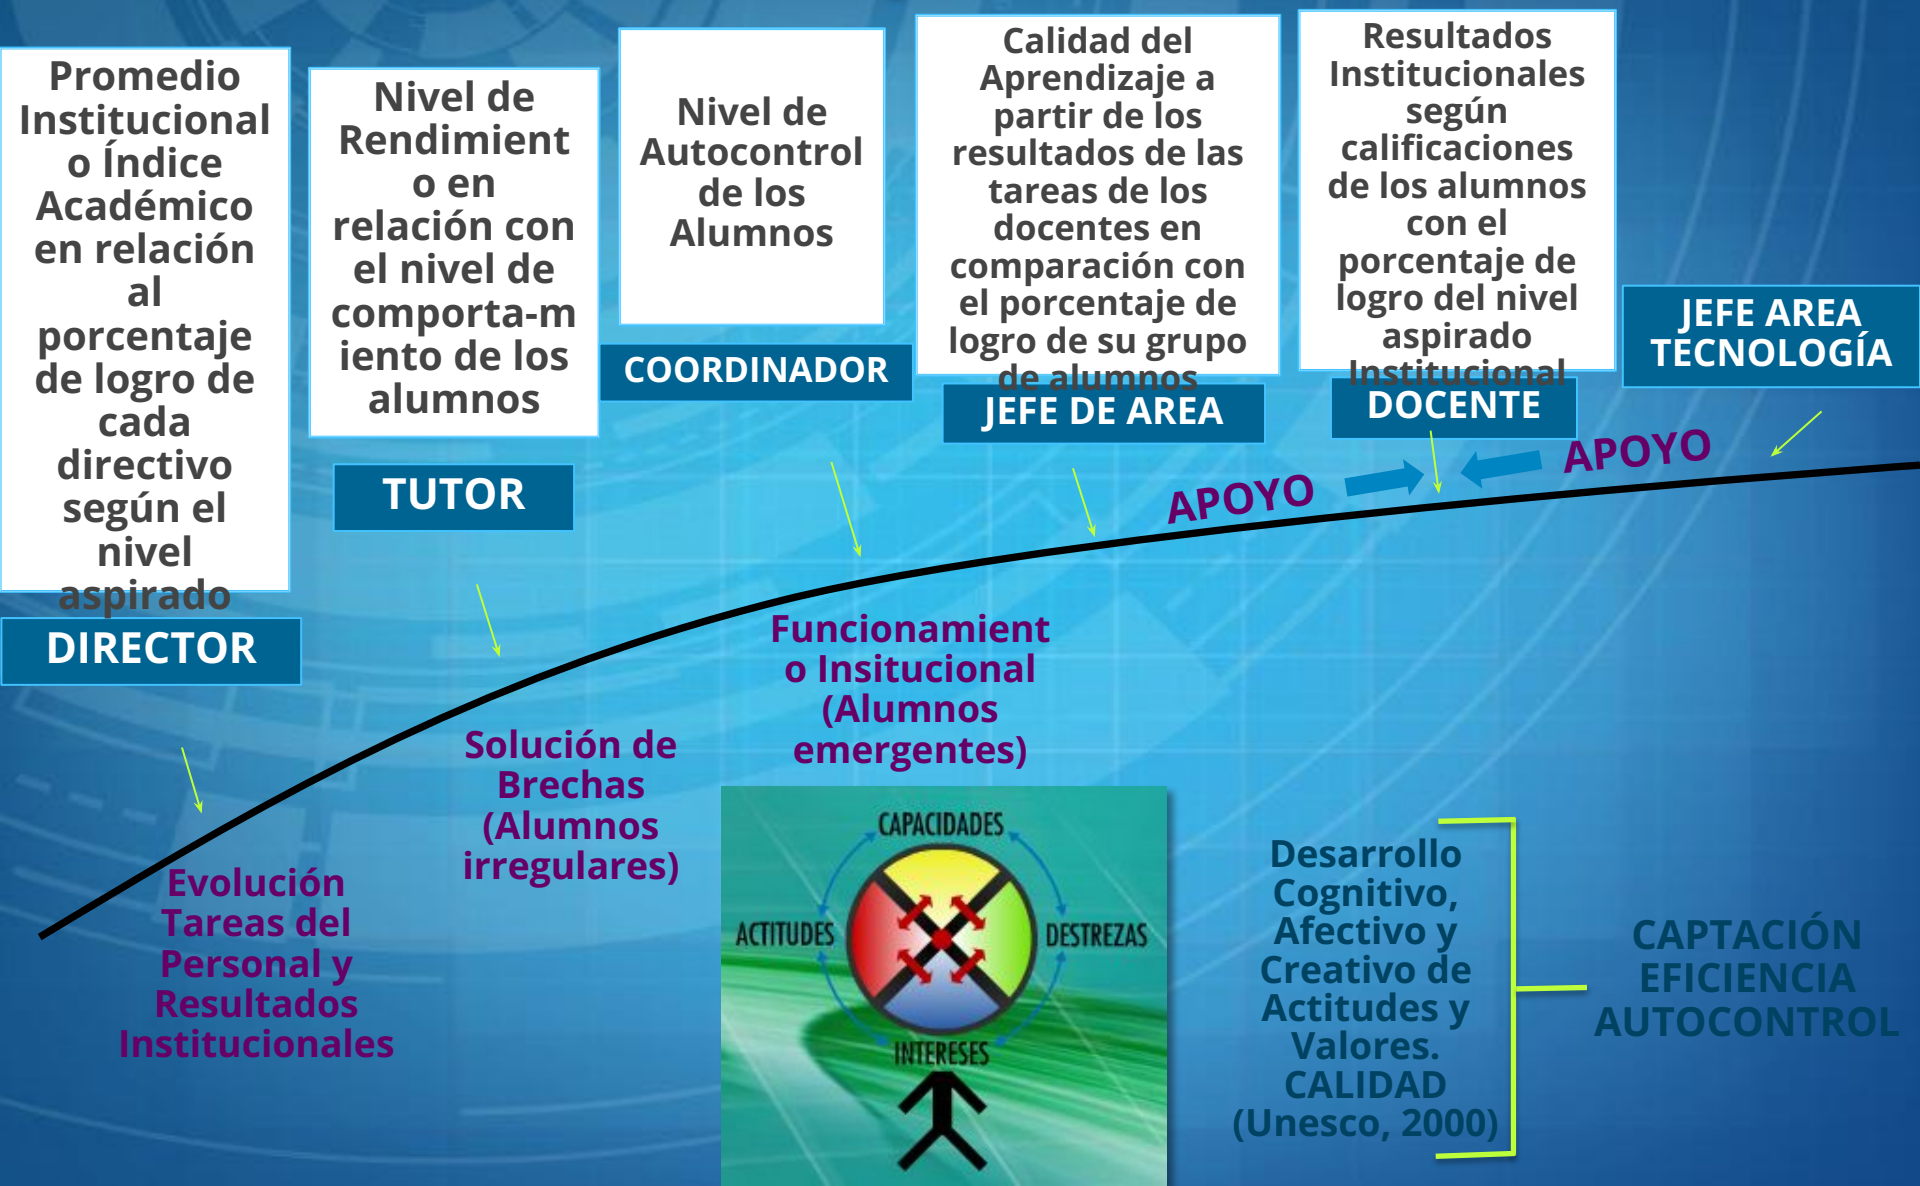 Promedio
Institucional
o Índice
Académico
en relación
al
porcentaje
de logro de
cada
directivo
según el
nivel
aspirado
DIRECTOR
Nivel de
Rendimient
o en
relación con
el nivel de
comporta-m
iento de los
alumnos
TUTOR
Nivel de
Autocontrol
de los
Alumnos
COORDINADOR
Calidad del
Aprendizaje a
partir de los
resultados de las
tareas de los
docentes en
comparación con
el porcentaje de
logro de su grupo
de alumnos
JEFE DE AREA
Resultados
Institucionales
según
calificaciones
de los alumnos
con el
porcentaje de
logro del nivel
aspirado
Institucional
DOCENTE
JEFE AREA
TECNOLOGÍA
APOYO
APOYO
Evolución
Tareas del
Personal y
Resultados
Institucionales
Solución de
Brechas
(Alumnos
irregulares)
Funcionamient
o Insitucional
(Alumnos
emergentes)
CAPACIDADES
ACTITUDES
DESTREZAS
INTERESES
Desarrollo
Cognitivo,
Afectivo y
Creativo de
Actitudes y
Valores.
CALIDAD
(Unesco, 2000)
CAPTACIÓN
EFICIENCIA
AUTOCONTROL